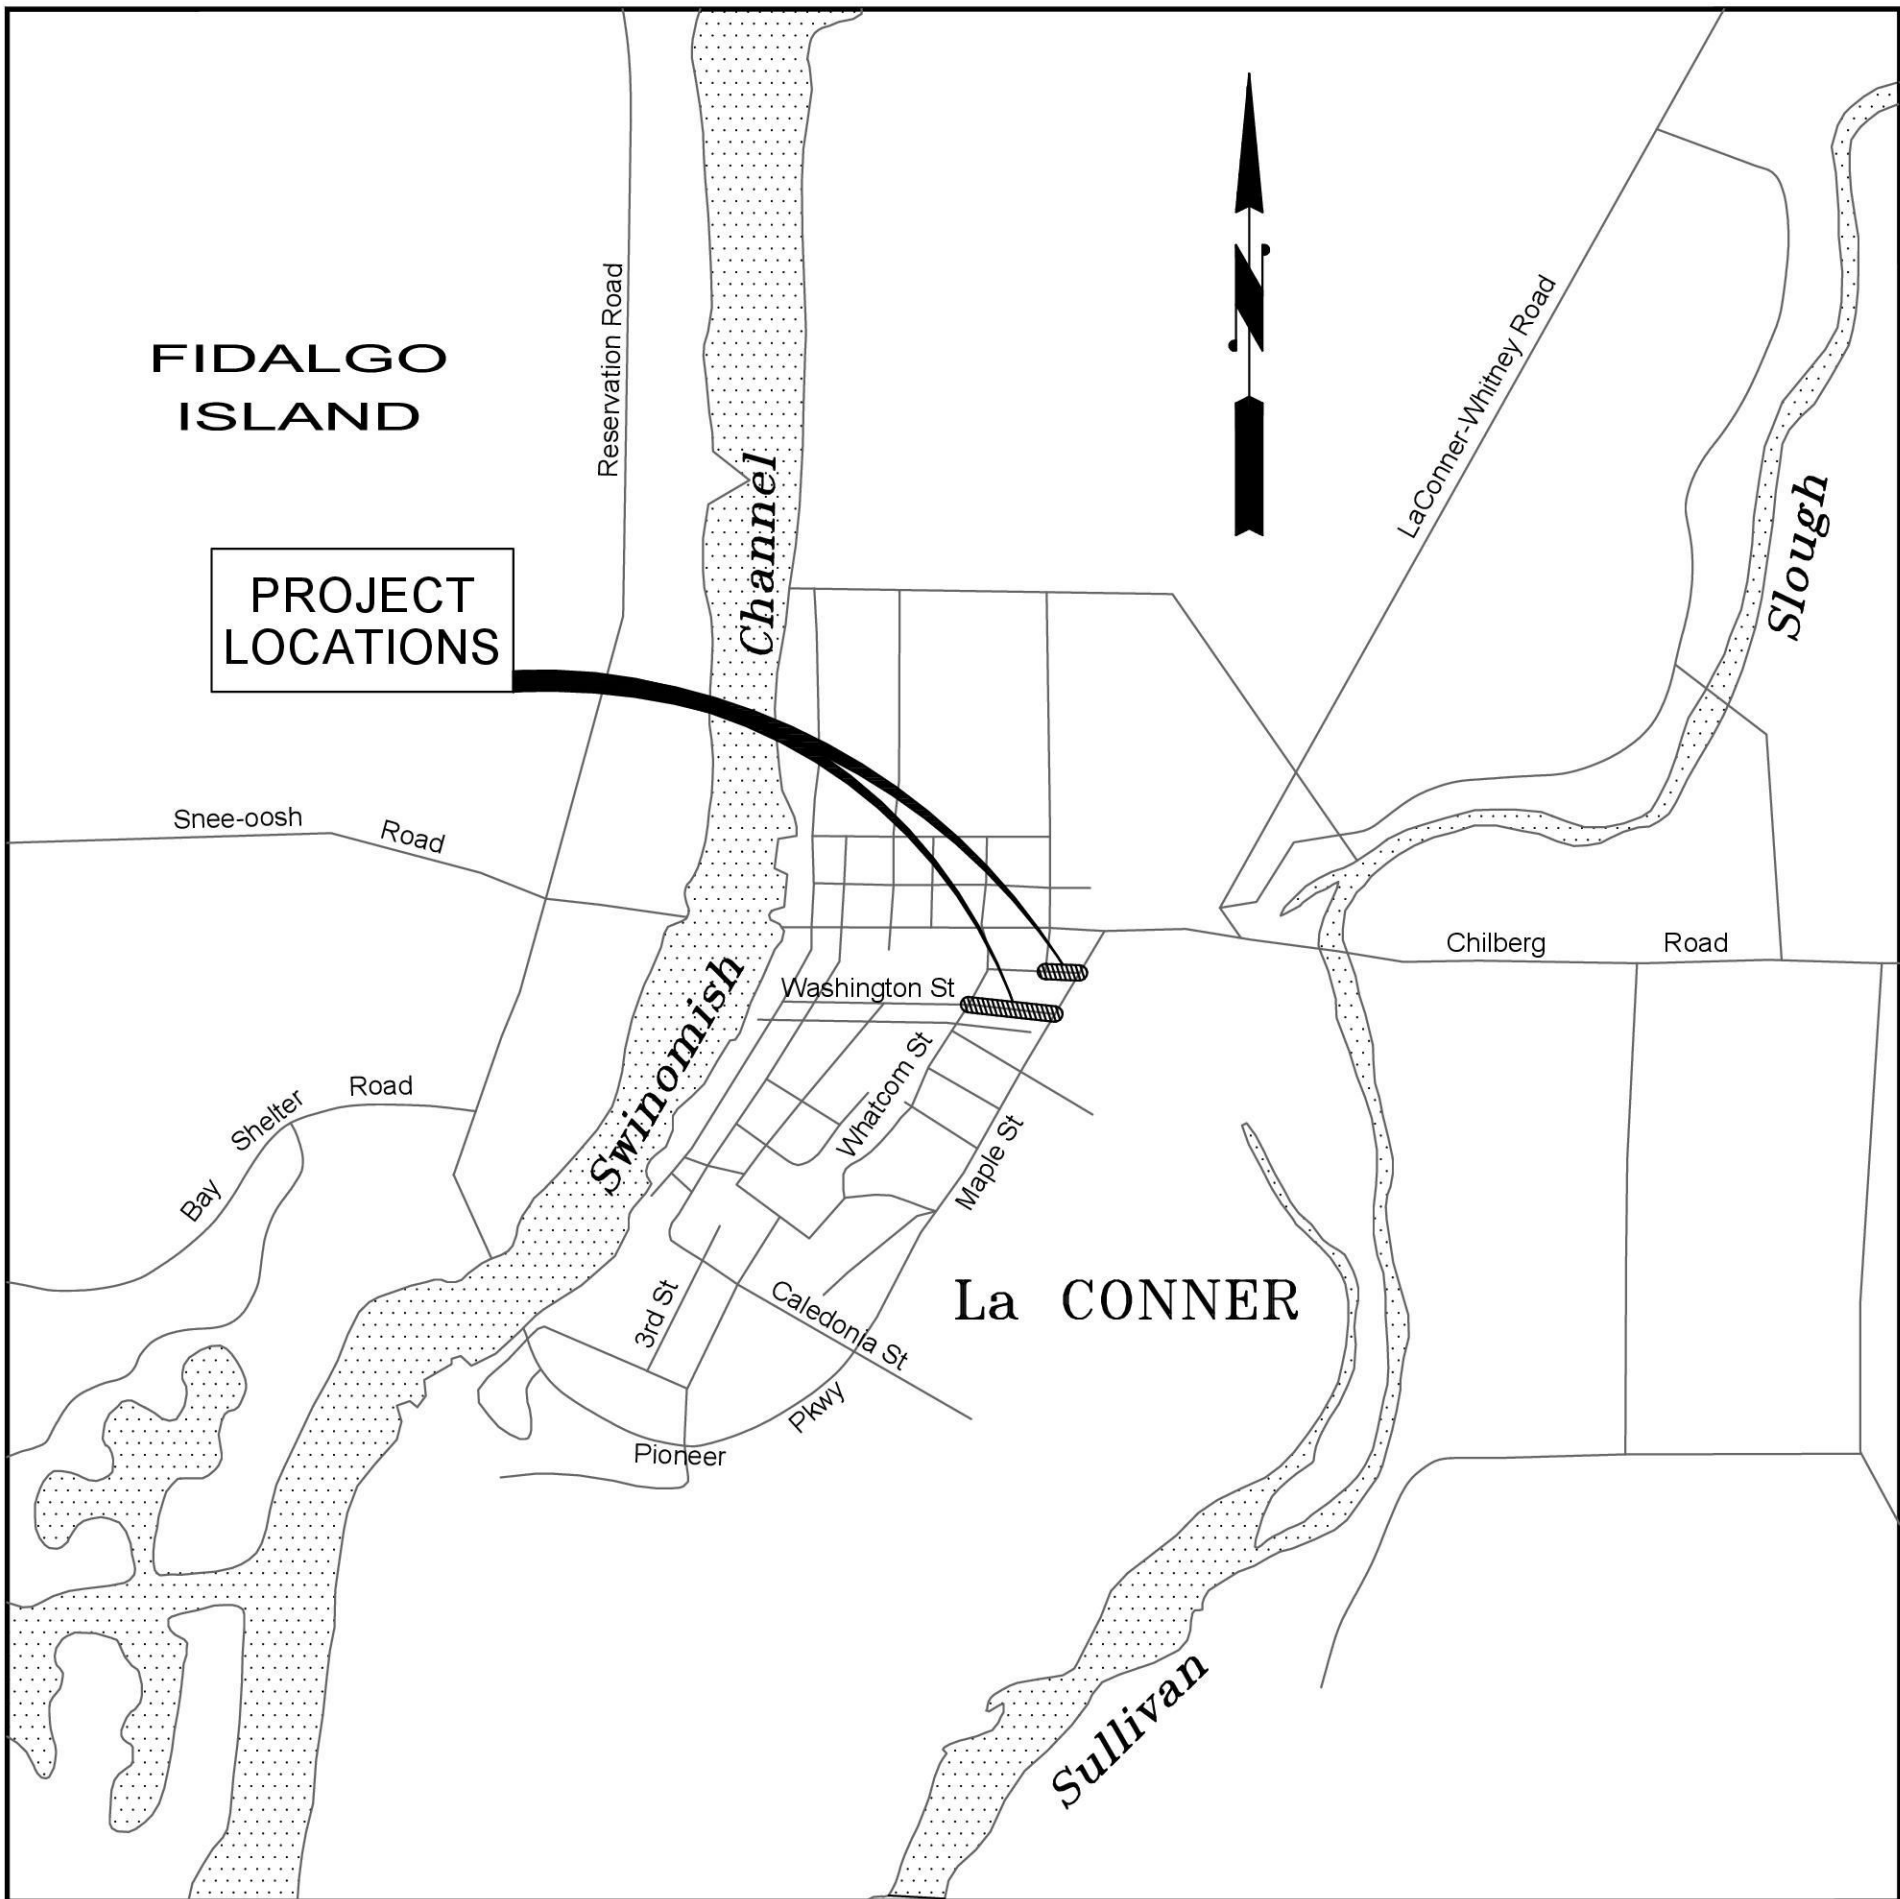 FIDALGO
ISLAND
Reservation Road
Channel
LaConner-Whitney Road
Slough
N
PROJECT
LOCATIONS
Snee-oosh Road
Chilberg Road
Washington St
Swinomish
Whatcom St
Maple St
Bay Shelter Road
La CONNER
3rd St
Caledonia St
Pioneer Pkwy
Sullivan